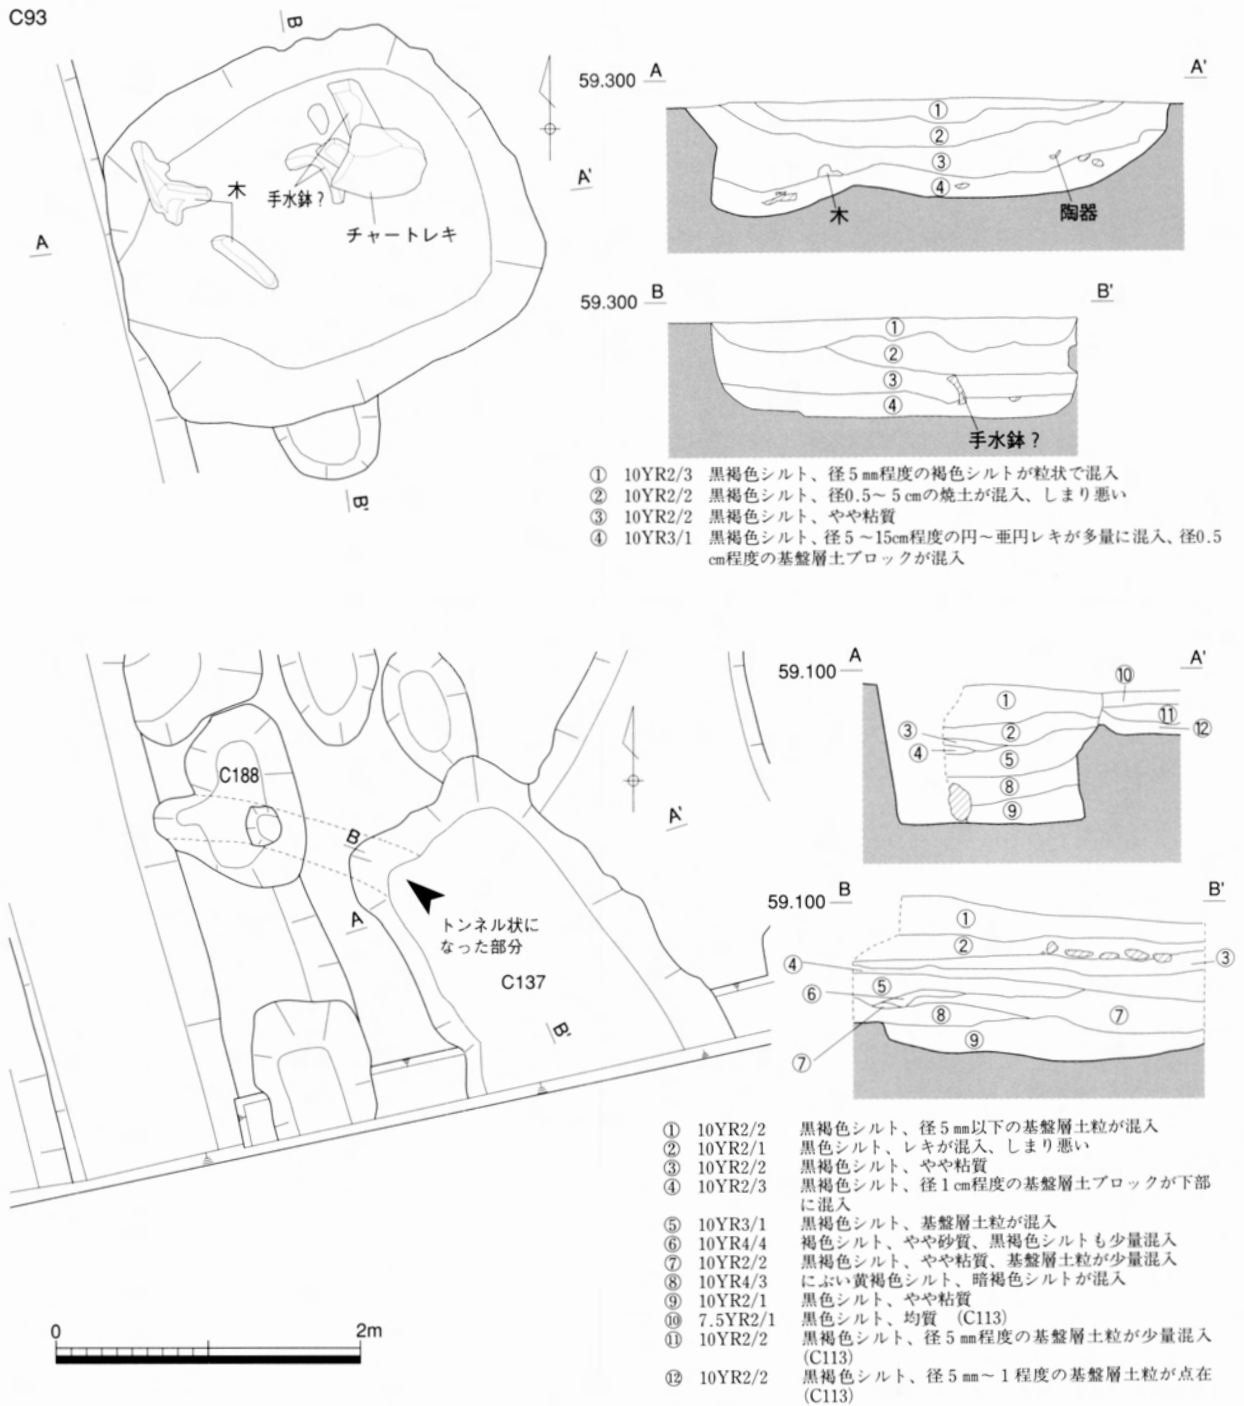 C93
B
A
木
手水鉢？
チャートレキ
A'
B'
59.300 A A'
①
②
③
④
木
陶器
59.300 B B'
①
②
③
④
手水鉢？
① 10YR2/3 黒褐色シルト、径５㎜程度の褐色シルトが粒状で混入
② 10YR2/2 黒褐色シルト、径0.5～５㎝の焼土が混入、しまり悪い
③ 10YR2/2 黒褐色シルト、やや粘質
④ 10YR3/1 黒褐色シルト、径５～15㎝程度の円～亜円レキが多量に混入、径0.5
㎝程度の基盤層土ブロックが混入
C188
B
A
A'
トンネル状に
なった部分
C137
B'
0 2m
59.100 A A'
⑩
①
⑪
③ ② ⑫
④ ⑤
⑧
⑨
59.100 B B'
①
②
④ ③
⑤
⑥
⑧ ⑦
⑨
⑦
① 10YR2/2 黒褐色シルト、径５㎜以下の基盤層土粒が混入
② 10YR2/1 黒色シルト、レキが混入、しまり悪い
③ 10YR2/2 黒褐色シルト、やや粘質
④ 10YR2/3 黒褐色シルト、径１㎝程度の基盤層土ブロックが下部
に混入
⑤ 10YR3/1 黒褐色シルト、基盤層土粒が混入
⑥ 10YR4/4 褐色シルト、やや砂質、黒褐色シルトも少量混入
⑦ 10YR2/2 黒褐色シルト、やや粘質、基盤層土粒が少量混入
⑧ 10YR4/3 にぶい黄褐色シルト、暗褐色シルトが混入
⑨ 10YR2/1 黒色シルト、やや粘質
⑩ 7.5YR2/1 黒色シルト、均質 (C113)
⑪ 10YR2/2 黒褐色シルト、径５㎜程度の基盤層土粒が少量混入
(C113)
⑫ 10YR2/2 黒褐色シルト、径５㎜～１程度の基盤層土粒が点在
(C113)